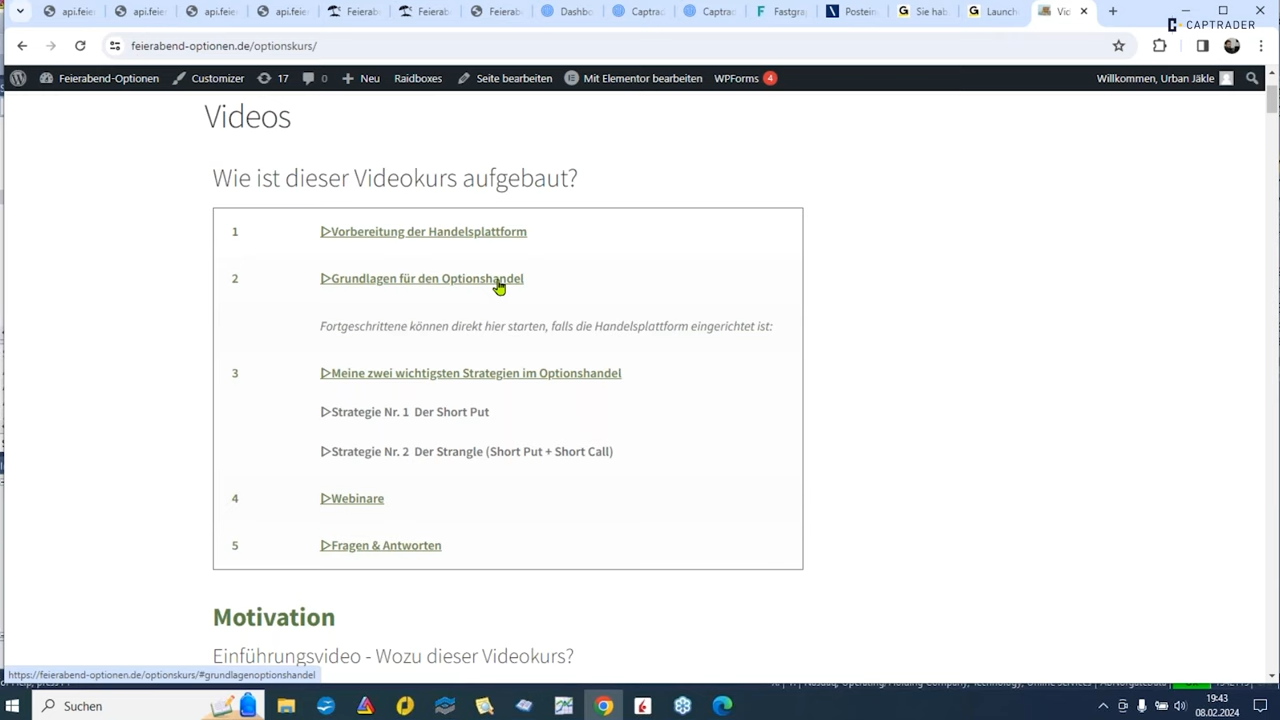 api.feie
api.feie
api.feie
api.feie
Feierab
Feierab
Feierab
Dashbo
Captrad
Captrad
Fastgra
Postein
Sie hab
Launch
Vid
CAPTRADER
feierabend-optionen.de/optionskurs/
Feierabend-Optionen
Customizer
17
0
Neu
Raidboxes
Seite bearbeiten
Mit Elementor bearbeiten
WPForms 4
Willkommen, Urban Jäkle
Videos
Wie ist dieser Videokurs aufgebaut?
1 ▷Vorbereitung der Handelsplattform
2 ▷Grundlagen für den Optionshandel
Fortgeschrittene können direkt hier starten, falls die Handelsplattform eingerichtet ist:
3 ▷Meine zwei wichtigsten Strategien im Optionshandel
▷Strategie Nr. 1 Der Short Put
▷Strategie Nr. 2 Der Strangle (Short Put + Short Call)
4 ▷Webinare
5 ▷Fragen & Antworten
Motivation
Einführungsvideo - Wozu dieser Videokurs?
https://feierabend-optionen.de/optionskurs/#grundlagenoptionshandel
Suchen
19:43
08.02.2024